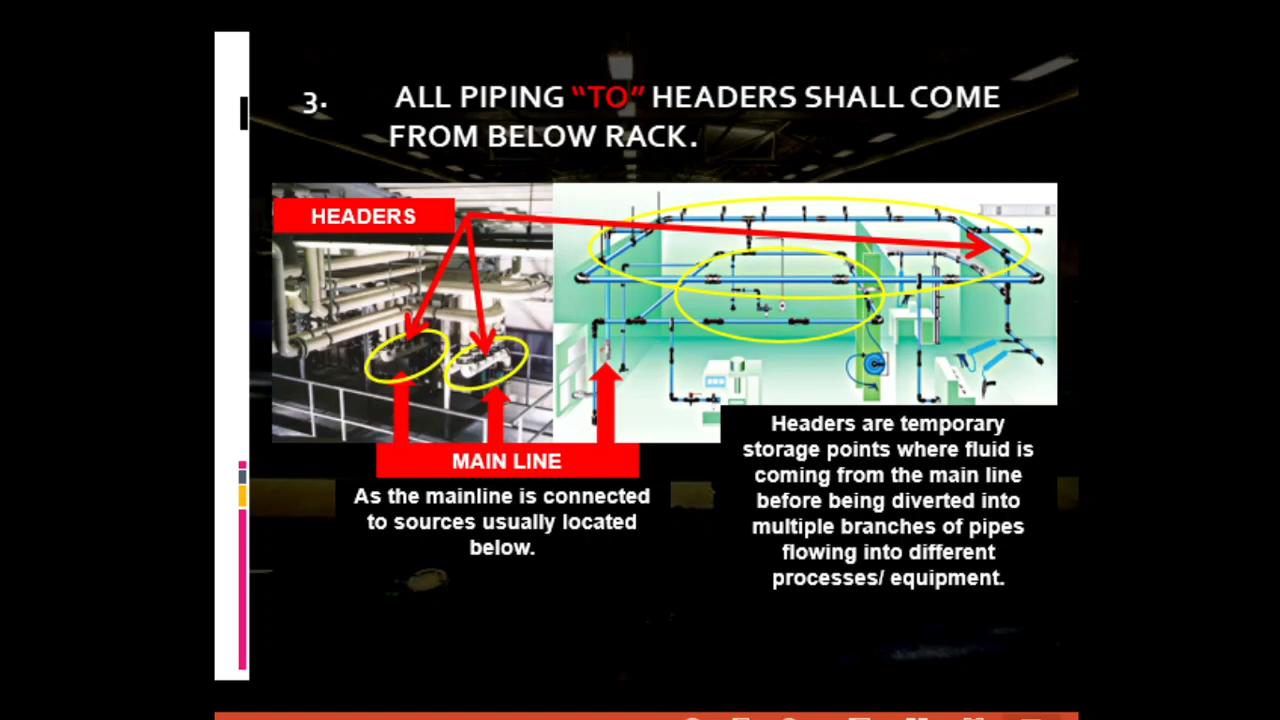 3. ALL PIPING “TO” HEADERS SHALL COME
FROM BELOW RACK.
HEADERS
MAIN LINE
As the mainline is connected
to sources usually located
below.
Headers are temporary
storage points where fluid is
coming from the main line
before being diverted into
multiple branches of pipes
flowing into different
processes/ equipment.